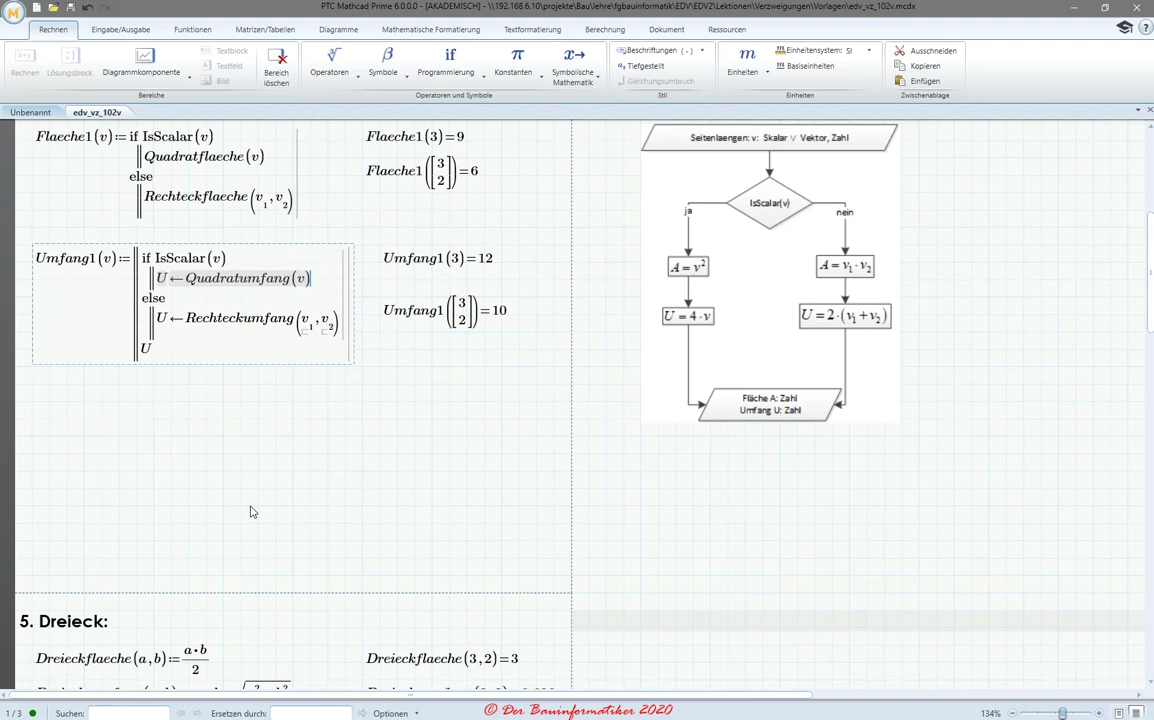 PTC Mathcad Prime 6.0.0.0 - [AKADEMISCH] - \\192.168.6.10\projekte\Bau\lehre\fgbauinformatik\EDV\EDV2\Lektionen\Verzweigungen\Vorlagen\edv_vz_102v.mcdx
Rechnen Eingabe/Ausgabe Funktionen Matrizen/Tabellen Diagramme Mathematische Formatierung Textformatierung Berechnung Dokument Ressourcen
Rechnen Lösungsblock Diagrammkomponente Textblock Textfeld Bild Bereich löschen
Operatoren Symbole Programmierung Konstanten Symbolische Mathematik
Beschriftungen ( - ) Tiefgestellt Gleichungsumbruch
Einheiten Einheitensystem: SI Basiseinheiten
Ausschneiden Kopieren Einfügen
Bereiche Operatoren und Symbole Stil Einheiten Zwischenablage
Unbenannt edv_vz_102v
Flaeche1(v):=if IsScalar(v)
Quadratflaeche(v)
else
Rechteckflaeche(v₁,v₂)
Flaeche1(3)=9
Flaeche1([3 2])=6
Umfang1(v):= if IsScalar(v)
U←Quadratumfang(v)
else
U←Rechteckumfang(v₁,v₂)
U
Umfang1(3)=12
Umfang1([3 2])=10
Seitenlaengen: v: Skalar ∨ Vektor, Zahl
IsScalar(v)
ja nein
A=v² A=v₁·v₂
U=4·v U=2·(v₁+v₂)
Fläche A: Zahl
Umfang U: Zahl
5. Dreieck:
Dreieckflaeche(a,b):=a•b/2
Dreieckflaeche(3,2)=3
1 / 3 Suchen: Ersetzen durch: Optionen © Der Bauinformatiker 2020 134%